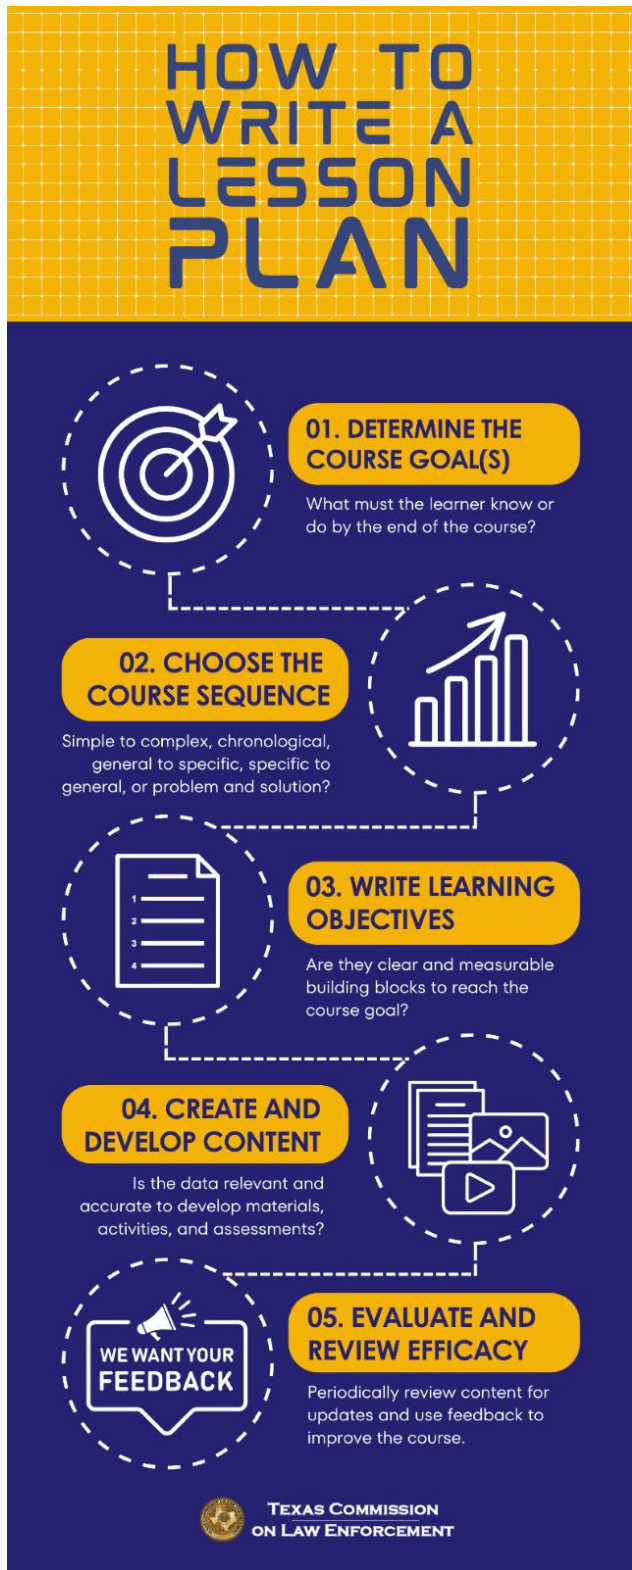 HOW TO
WRITE A
LESSON
PLAN
01. DETERMINE THE
COURSE GOAL(S)
What must the learner know or
do by the end of the course?
02. CHOOSE THE
COURSE SEQUENCE
Simple to complex, chronological,
general to specific, specific to
general, or problem and solution?
1
2
3
4
03. WRITE LEARNING
OBJECTIVES
Are they clear and measurable
building blocks to reach the
course goal?
04. CREATE AND
DEVELOP CONTENT
Is the data relevant and
accurate to develop materials,
activities, and assessments?
WE WANT YOUR
FEEDBACK
05. EVALUATE AND
REVIEW EFFICACY
Periodically review content for
updates and use feedback to
improve the course.
TEXAS COMMISSION
ON LAW ENFORCEMENT